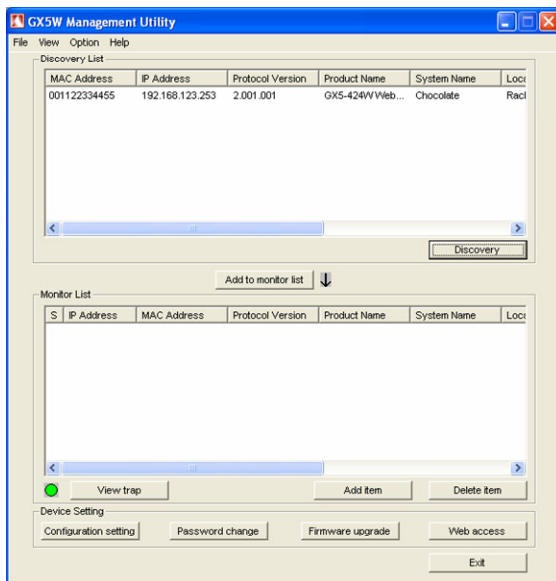 GX5W Management Utility
File View Option Help
Discovery List
MAC Address IP Address Protocol Version Product Name System Name Loca
001122334455 192.168.123.253 2.001.001 GX5-424W Web... Chocolate Rack
Discovery
Add to monitor list
Monitor List
S IP Address MAC Address Protocol Version Product Name System Name Loca
View trap Add item Delete item
Device Setting
Configuration setting Password change Firmware upgrade Web access
Exit